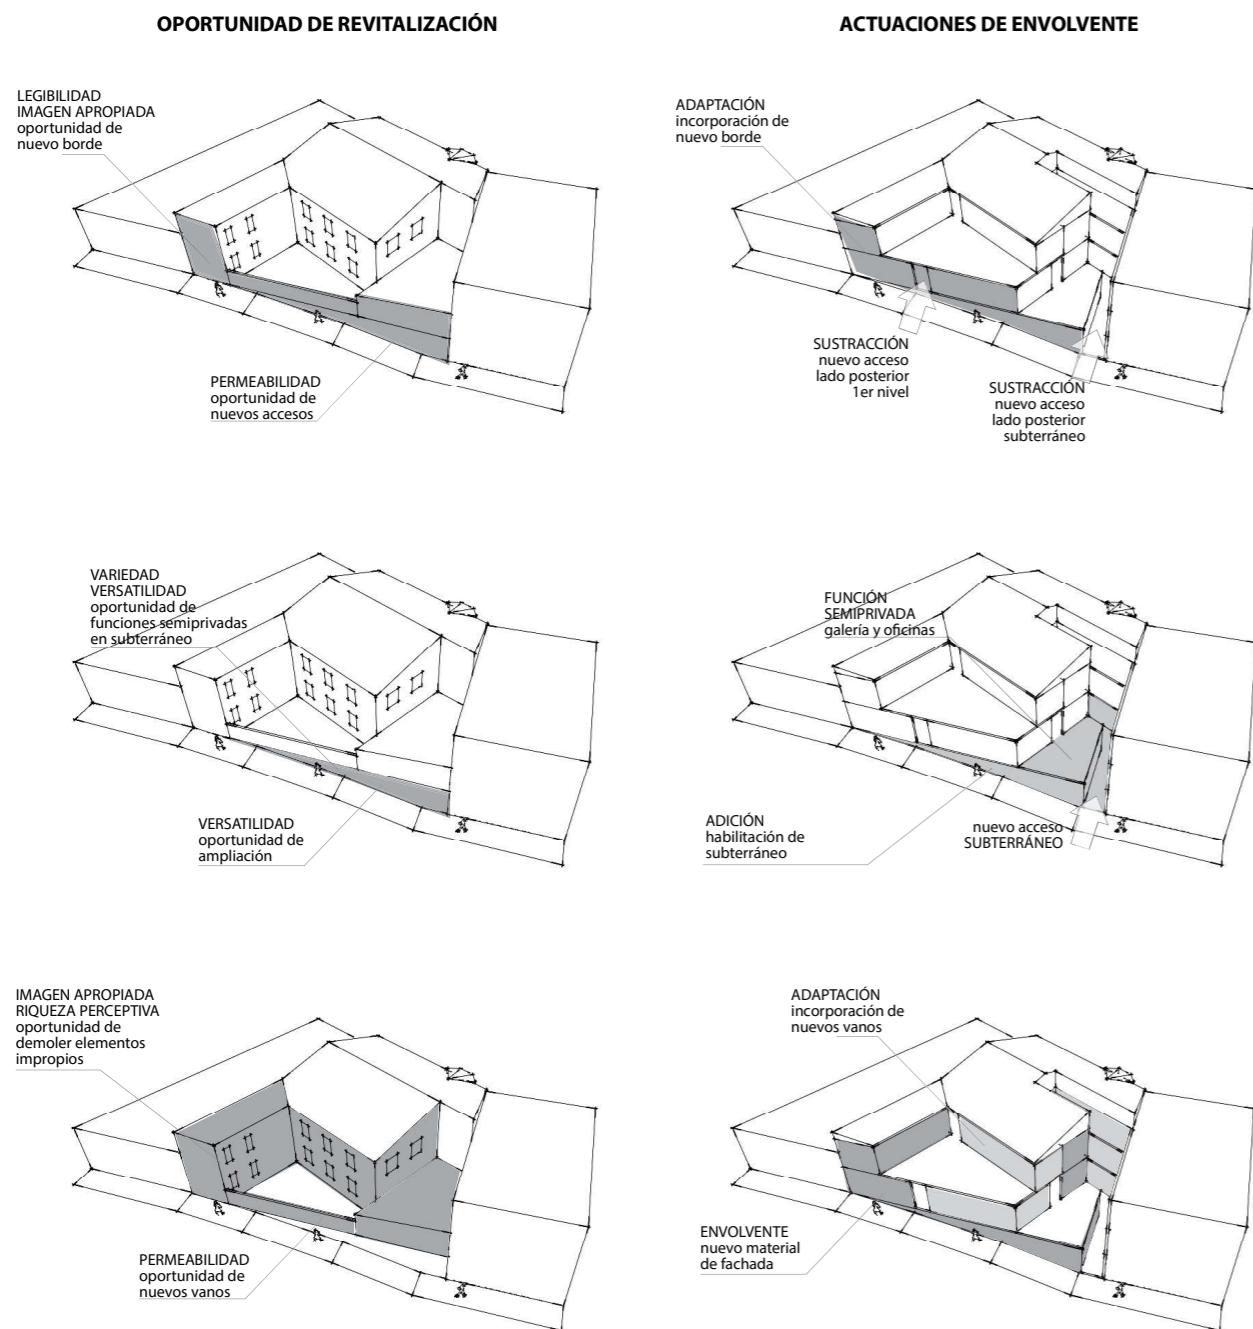 OPORTUNIDAD DE REVITALIZACIÓN
ACTUACIONES DE ENVOLVENTE
LEGIBILIDAD
IMAGEN APROPIADA
oportunidad de
nuevo borde
PERMEABILIDAD
oportunidad de
nuevos accesos
ADAPTACIÓN
incorporación de
nuevo borde
SUSTRACCIÓN
nuevo acceso
lado posterior
1er nivel
SUSTRACCIÓN
nuevo acceso
lado posterior
subterráneo
VARIEDAD
VERSATILIDAD
oportunidad de
funciones semiprivadas
en subterráneo
VERSATILIDAD
oportunidad de
ampliación
FUNCIÓN
SEMIPRIVADA
galería y oficinas
ADICIÓN
habilitación de
subterráneo
nuevo acceso
SUBTERRÁNEO
IMAGEN APROPIADA
RIQUEZA PERCEPTIVA
oportunidad de
demoler elementos
impropios
PERMEABILIDAD
oportunidad de
nuevos vanos
ADAPTACIÓN
incorporación de
nuevos vanos
ENVOLVENTE
nuevo material
de fachada